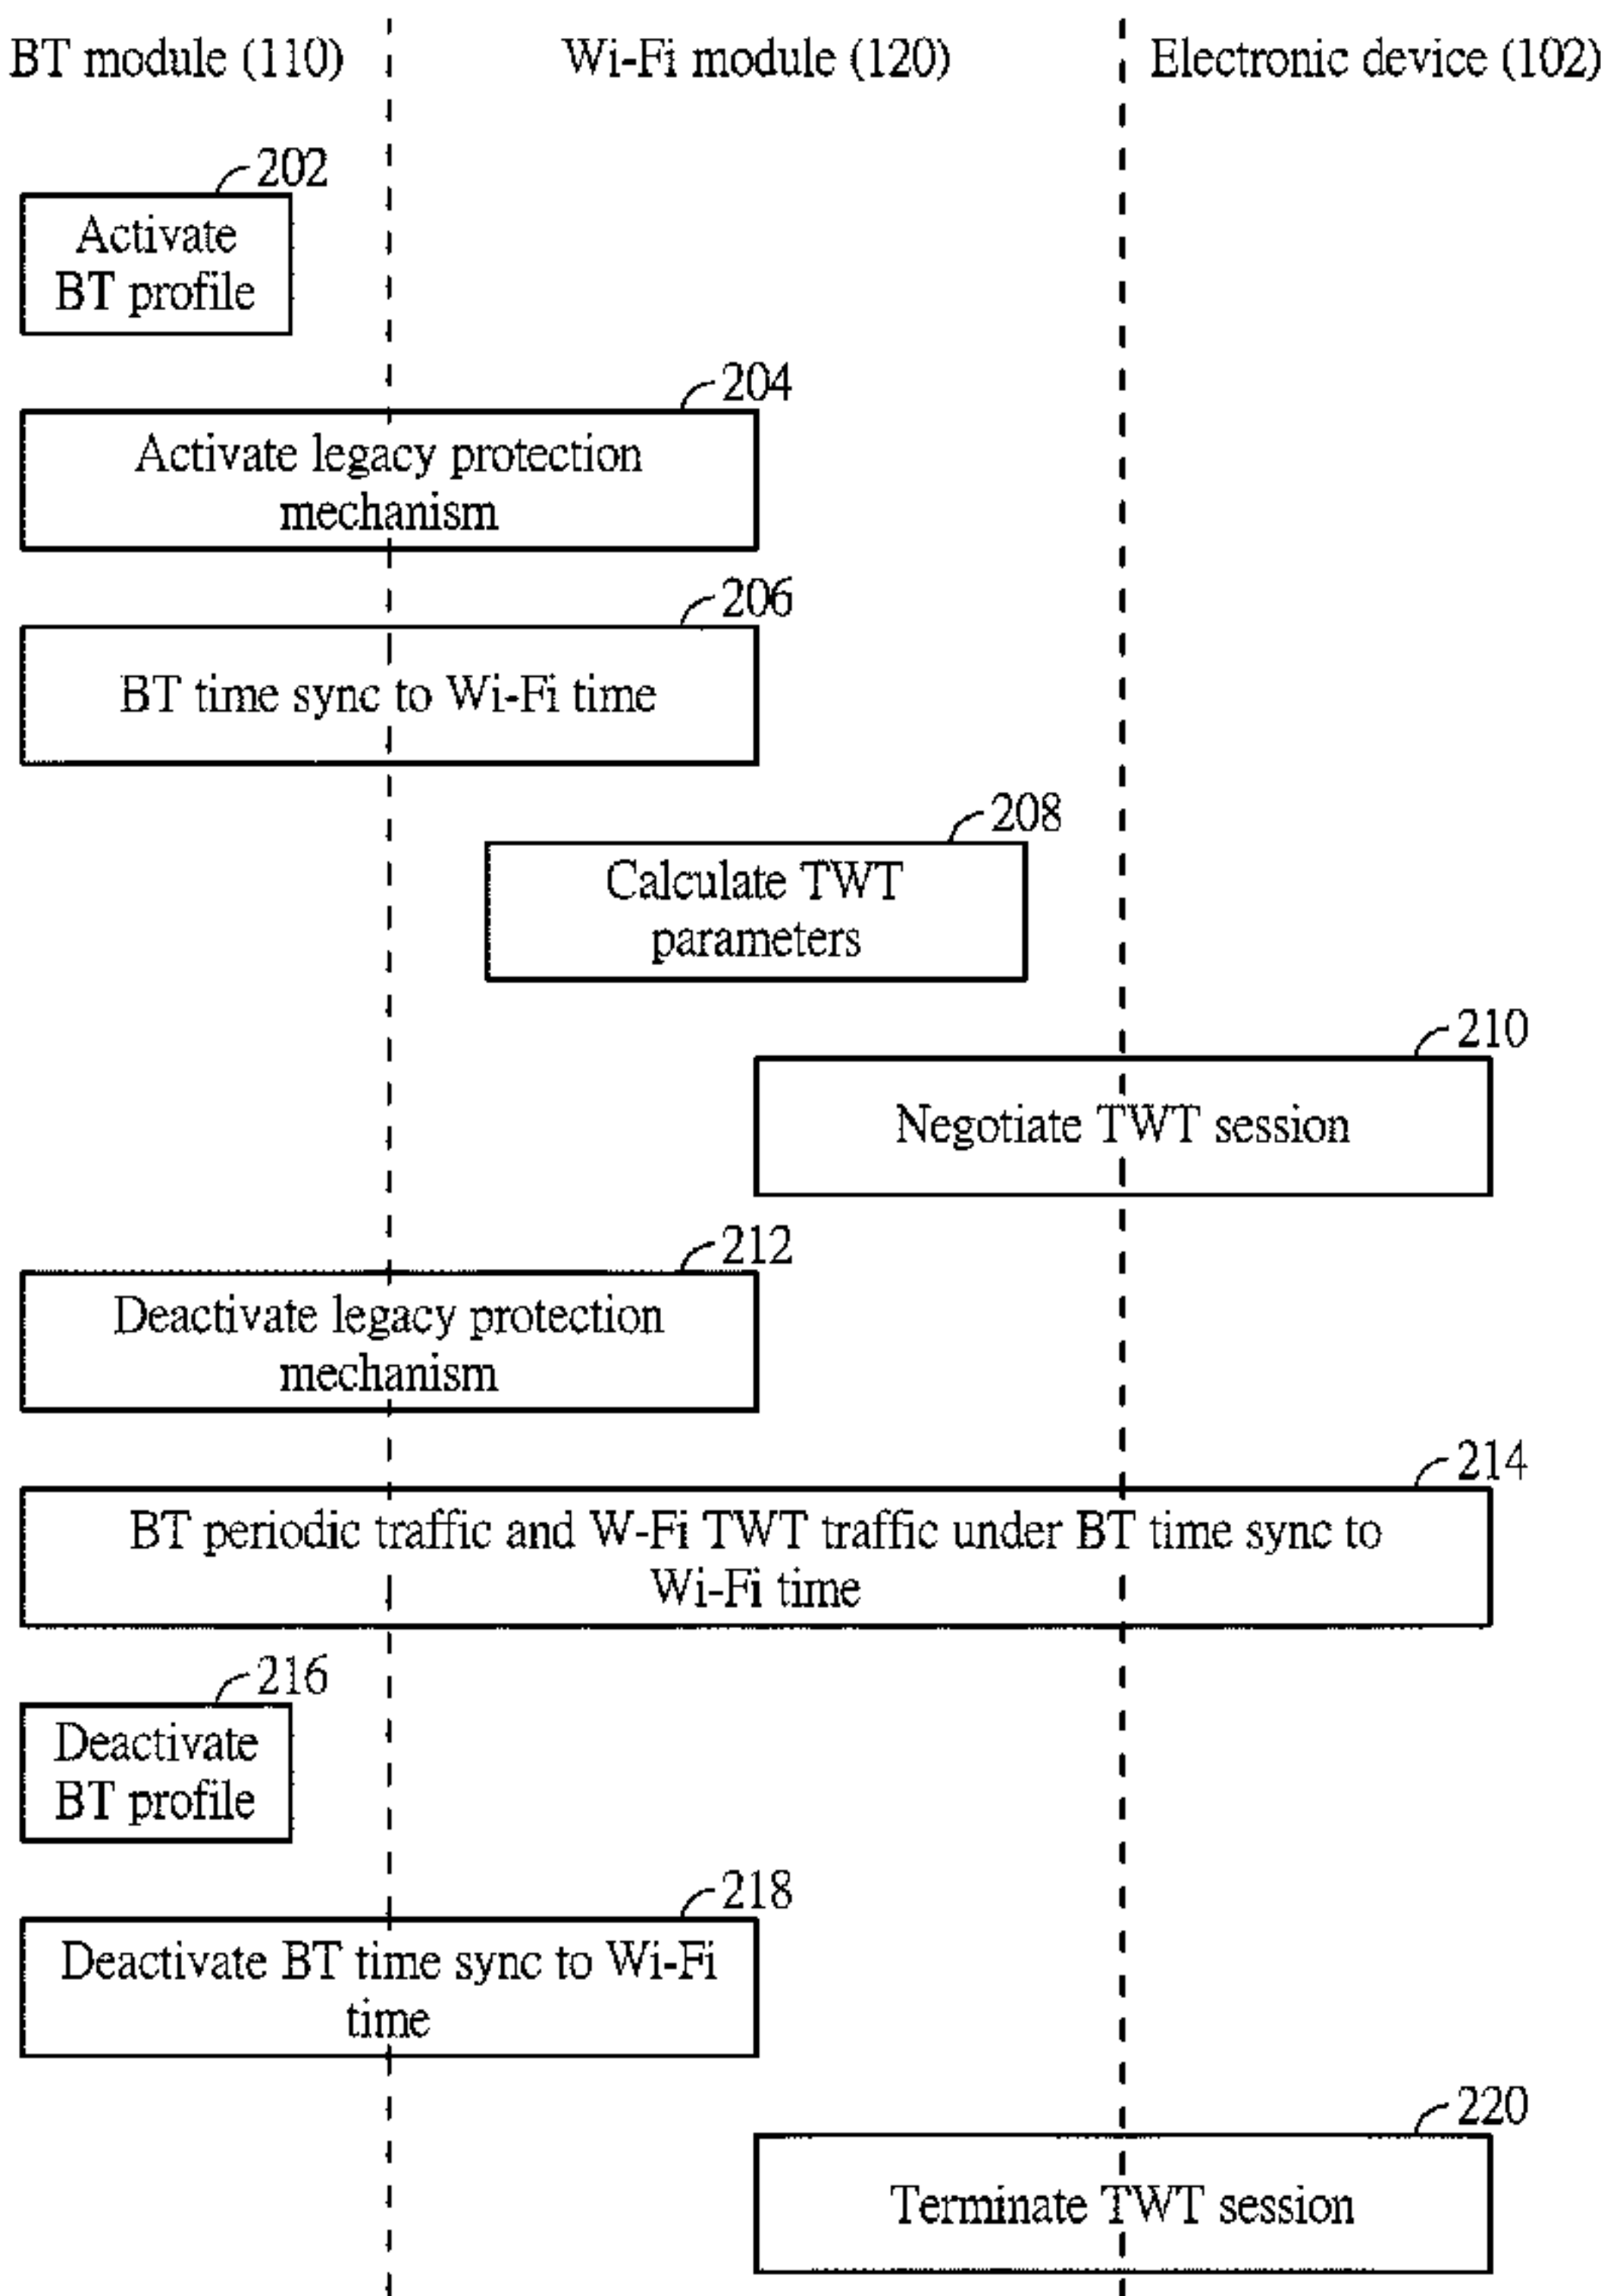 BT module (110)
Wi-Fi module (120)
Electronic device (102)
202
Activate
BT profile
204
Activate legacy protection
mechanism
206
BT time sync to Wi-Fi time
208
Calculate TWT
parameters
210
Negotiate TWT session
212
Deactivate legacy protection
mechanism
214
BT periodic traffic and W-Fi TWT traffic under BT time sync to
Wi-Fi time
216
Deactivate
BT profile
218
Deactivate BT time sync to Wi-Fi
time
220
Terminate TWT session